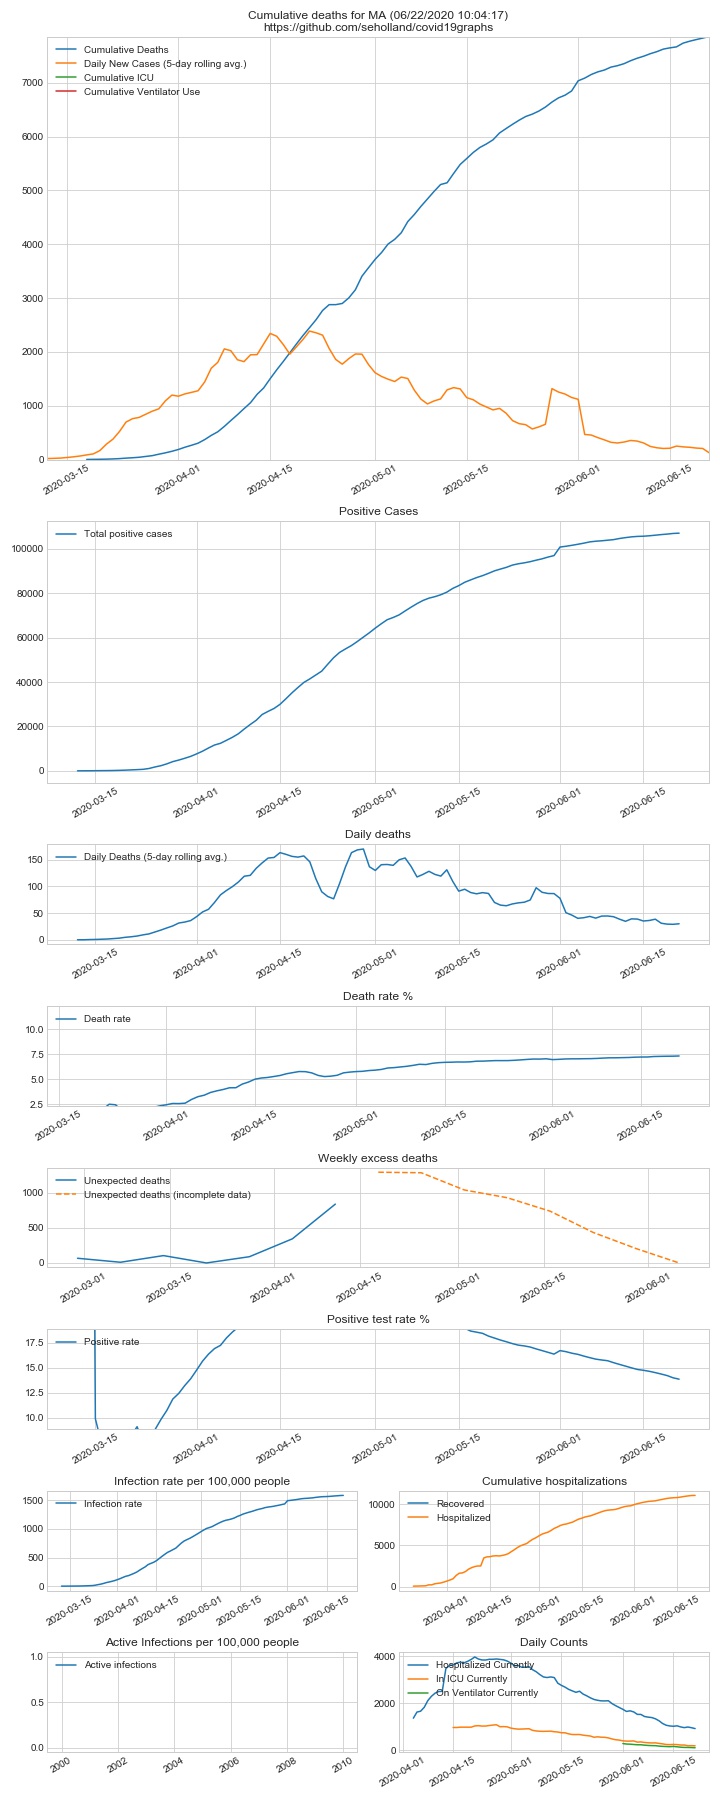 Cumulative deaths for MA (06/22/2020 10:04:17)
https://github.com/seholland/covid19graphs
Cumulative Deaths
Daily New Cases (5-day rolling avg.)
Cumulative ICU
Cumulative Ventilator Use
7000
6000
5000
4000
3000
2000
1000
0
2020-03-15 2020-04-01 2020-04-15 2020-05-01 2020-05-15 2020-06-01 2020-06-15
Positive Cases
Total positive cases
100000
80000
60000
40000
20000
0
2020-03-15 2020-04-01 2020-04-15 2020-05-01 2020-05-15 2020-06-01 2020-06-15
Daily deaths
Daily Deaths (5-day rolling avg.)
150
100
50
0
2020-03-15 2020-04-01 2020-04-15 2020-05-01 2020-05-15 2020-06-01 2020-06-15
Death rate %
Death rate
10.0
7.5
5.0
2.5
2020-03-15 2020-04-01 2020-04-15 2020-05-01 2020-05-15 2020-06-01 2020-06-15
Weekly excess deaths
Unexpected deaths
Unexpected deaths (incomplete data)
1000
500
0
2020-03-01 2020-03-15 2020-04-01 2020-04-15 2020-05-01 2020-05-15 2020-06-01
Positive test rate %
Positive rate
17.5
15.0
12.5
10.0
2020-03-15 2020-04-01 2020-04-15 2020-05-01 2020-05-15 2020-06-01 2020-06-15
Infection rate per 100,000 people
Infection rate
1500
1000
500
0
2020-03-15 2020-04-01 2020-04-15 2020-05-01 2020-05-15 2020-06-01 2020-06-15
Cumulative hospitalizations
Recovered
Hospitalized
10000
5000
0
2020-04-01 2020-04-15 2020-05-01 2020-05-15 2020-06-01 2020-06-15
Active Infections per 100,000 people
Active infections
1.0
0.5
0.0
2000 2002 2004 2006 2008 2010
Daily Counts
Hospitalized Currently
In ICU Currently
On Ventilator Currently
4000
2000
0
2020-04-01 2020-04-15 2020-05-01 2020-05-15 2020-06-01 2020-06-15